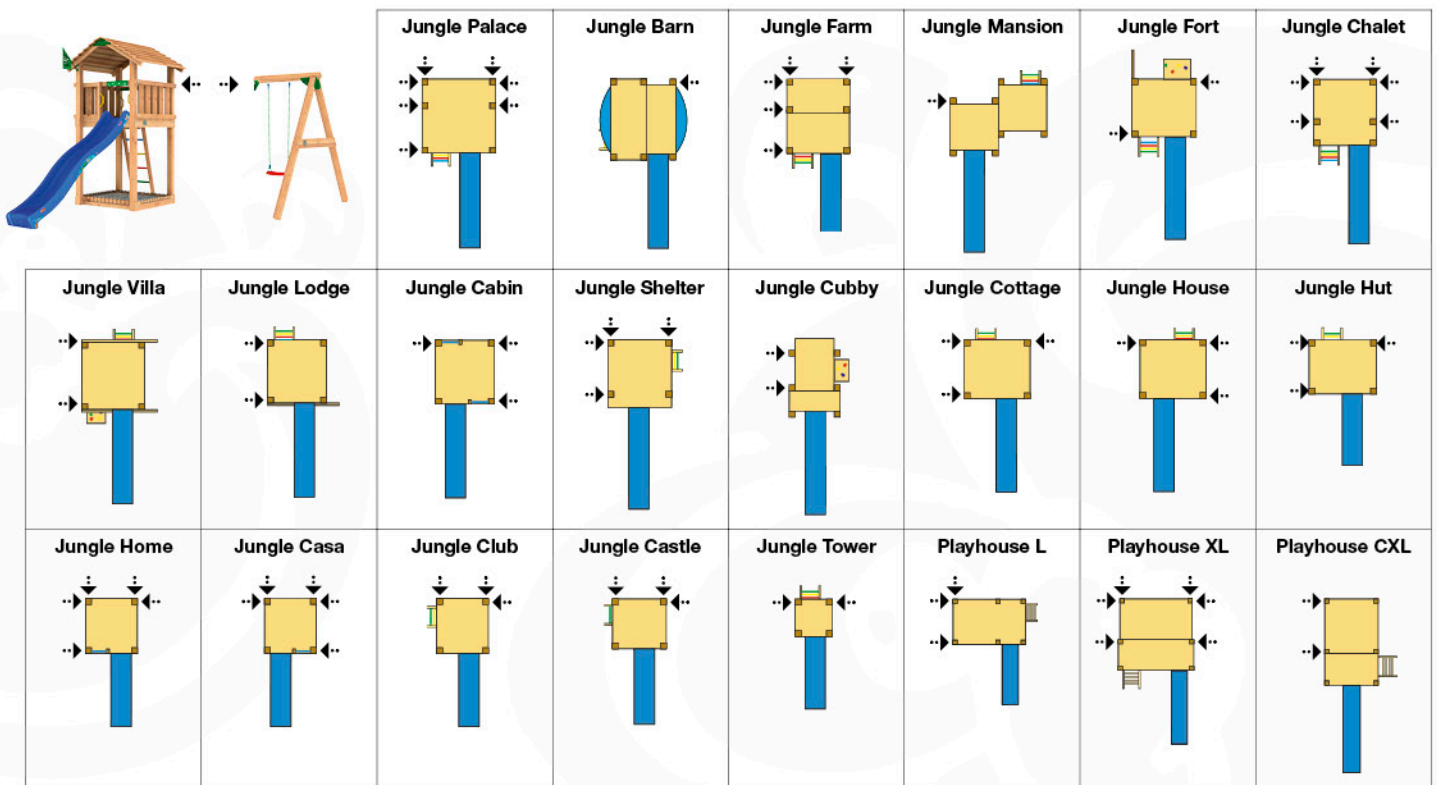 Jungle Palace
Jungle Barn
Jungle Farm
Jungle Mansion
Jungle Fort
Jungle Chalet
Jungle Villa
Jungle Lodge
Jungle Cabin
Jungle Shelter
Jungle Cubby
Jungle Cottage
Jungle House
Jungle Hut
Jungle Home
Jungle Casa
Jungle Club
Jungle Castle
Jungle Tower
Playhouse L
Playhouse XL
Playhouse CXL